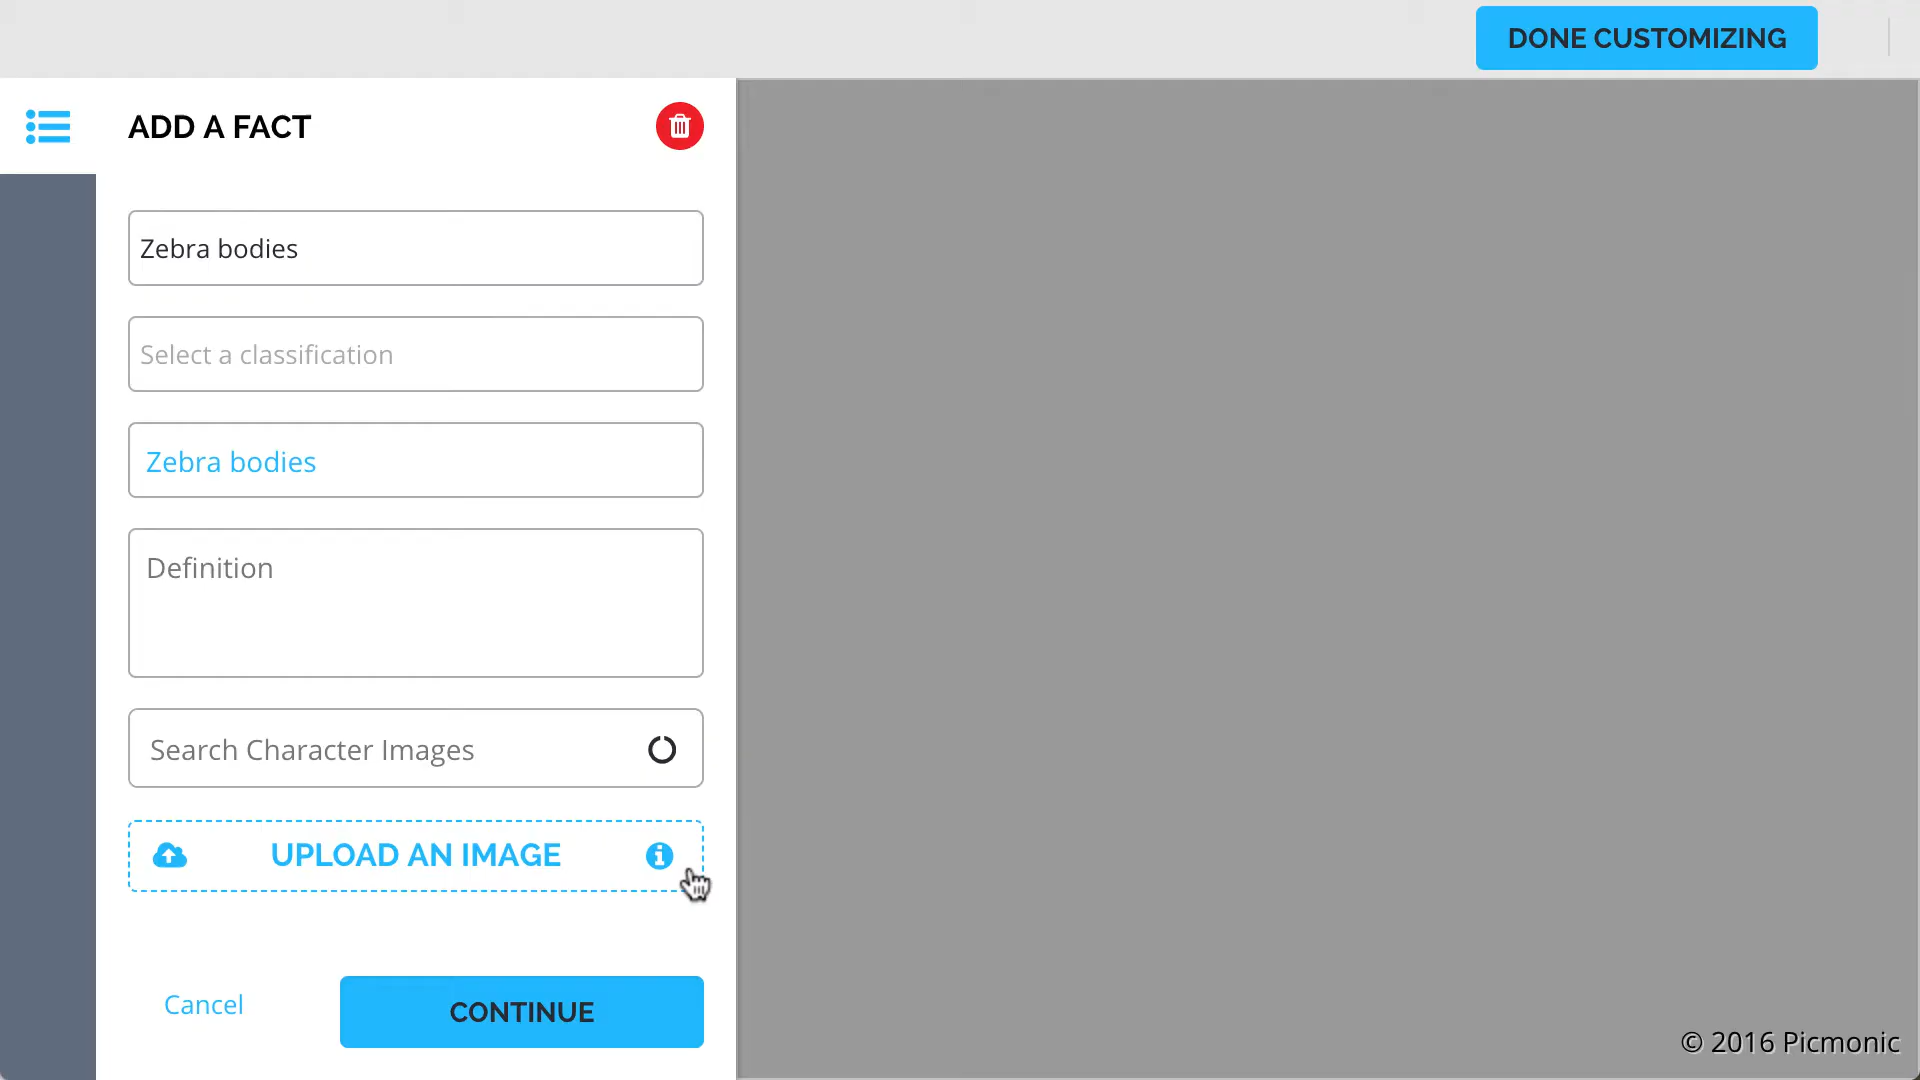 DONE CUSTOMIZING
ADD A FACT
Zebra bodies
Select a classification
Zebra bodies
Definition
Search Character Images
UPLOAD AN IMAGE
Cancel
CONTINUE
© 2016 Picmonic